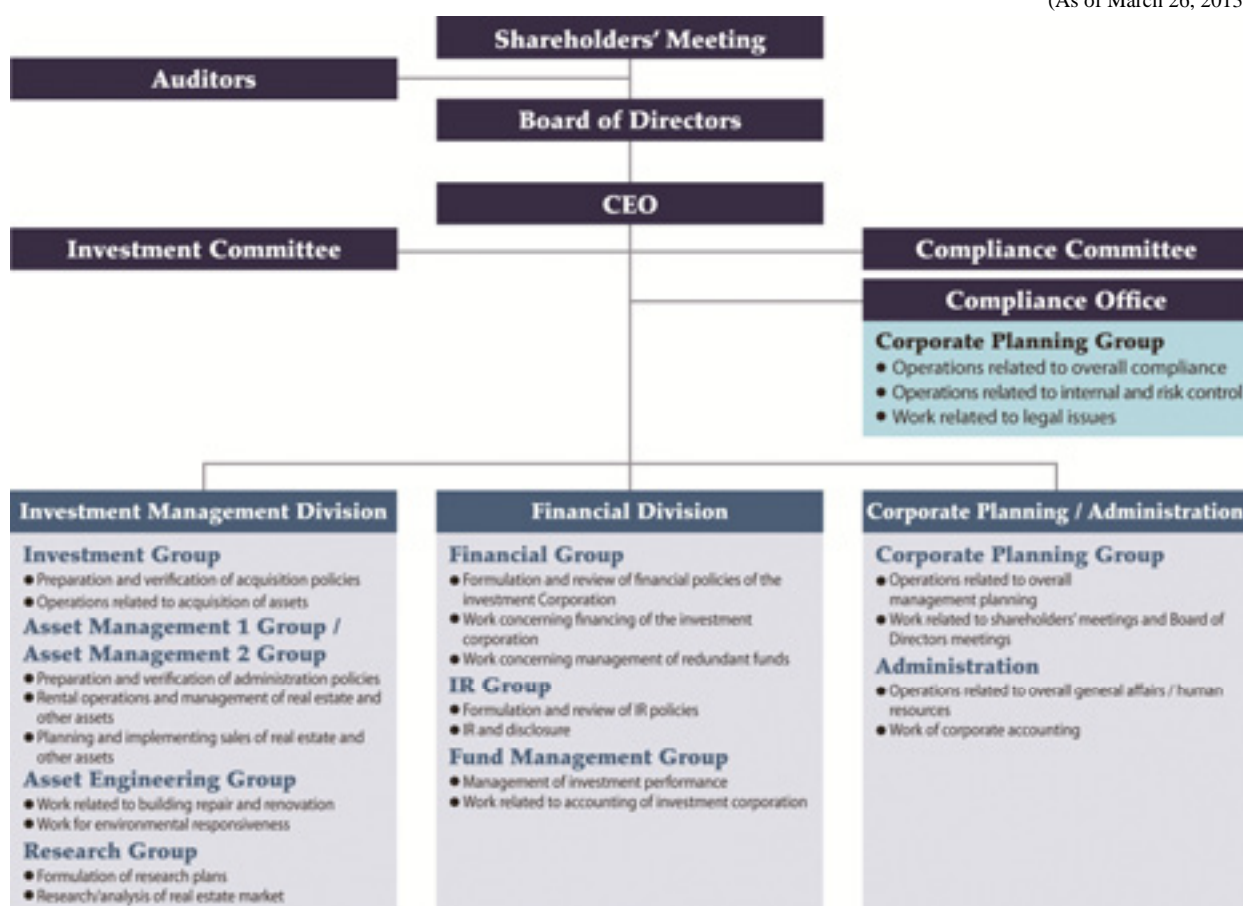 (As of March 26, 2015
Shareholders' Meeting
Auditors
Board of Directors
CEO
Investment Committee
Compliance Committee
Compliance Office
Corporate Planning Group
● Operations related to overall compliance
● Operations related to internal and risk control
● Work related to legal issues
Investment Management Division
Investment Group
● Preparation and verification of acquisition policies
● Operations related to acquisition of assets
Asset Management 1 Group /
Asset Management 2 Group
● Preparation and verification of administration policies
● Rental operations and management of real estate and
other assets
● Planning and implementing sales of real estate and
other assets
Asset Engineering Group
● Work related to building repair and renovation
● Work for environmental responsiveness
Research Group
● Formulation of research plans
● Research/analysis of real estate market
Financial Division
Financial Group
● Formulation and review of financial policies of the
investment Corporation
● Work concerning financing of the investment
corporation
● Work concerning management of redundant funds
IR Group
● Formulation and review of IR policies
● IR and disclosure
Fund Management Group
● Management of investment performance
● Work related to accounting of investment corporation
Corporate Planning / Administration
Corporate Planning Group
● Operations related to overall
management planning
● Work related to shareholders' meetings and Board of
Directors meetings
Administration
● Operations related to overall general affairs / human
resources
● Work of corporate accounting